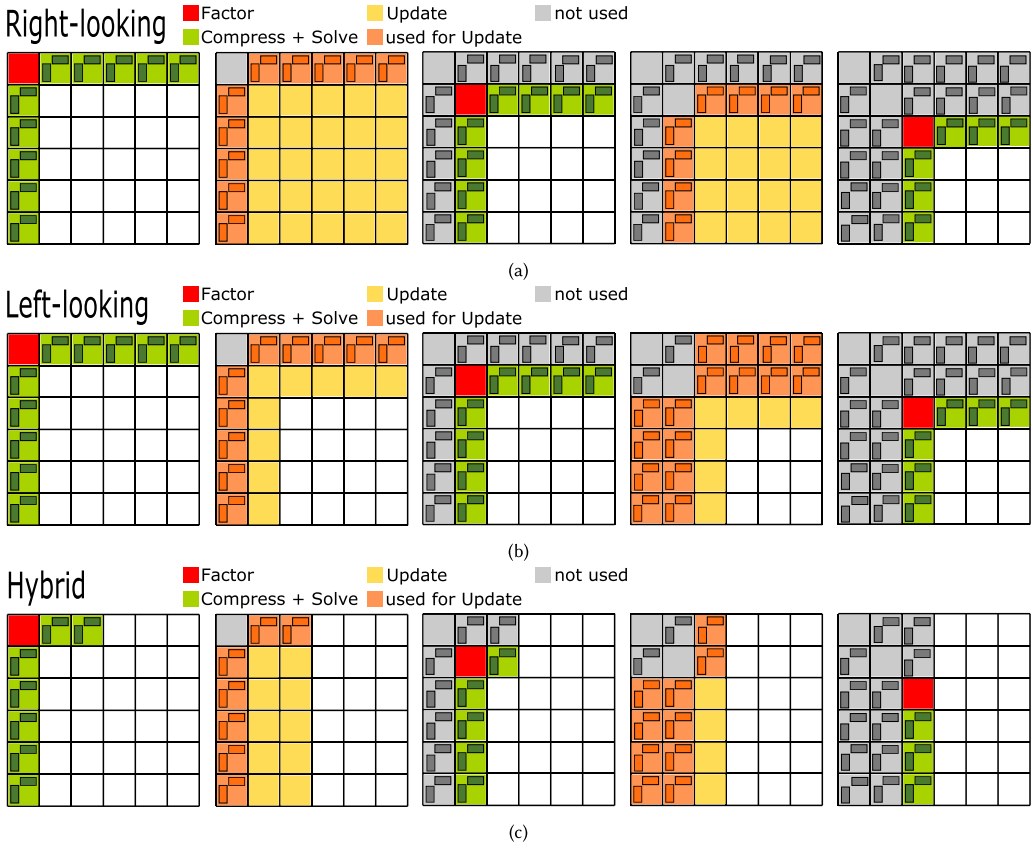 Right-looking
Factor
Update
not used
Compress + Solve
used for Update
(a)
Left-looking
Factor
Update
not used
Compress + Solve
used for Update
(b)
Hybrid
Factor
Update
not used
Compress + Solve
used for Update
(c)